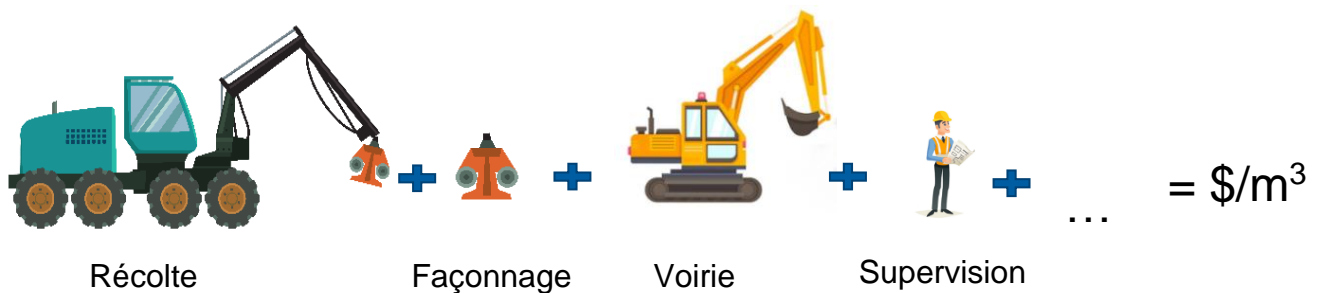 … = $/m³
Récolte Façonnage Voirie Supervision